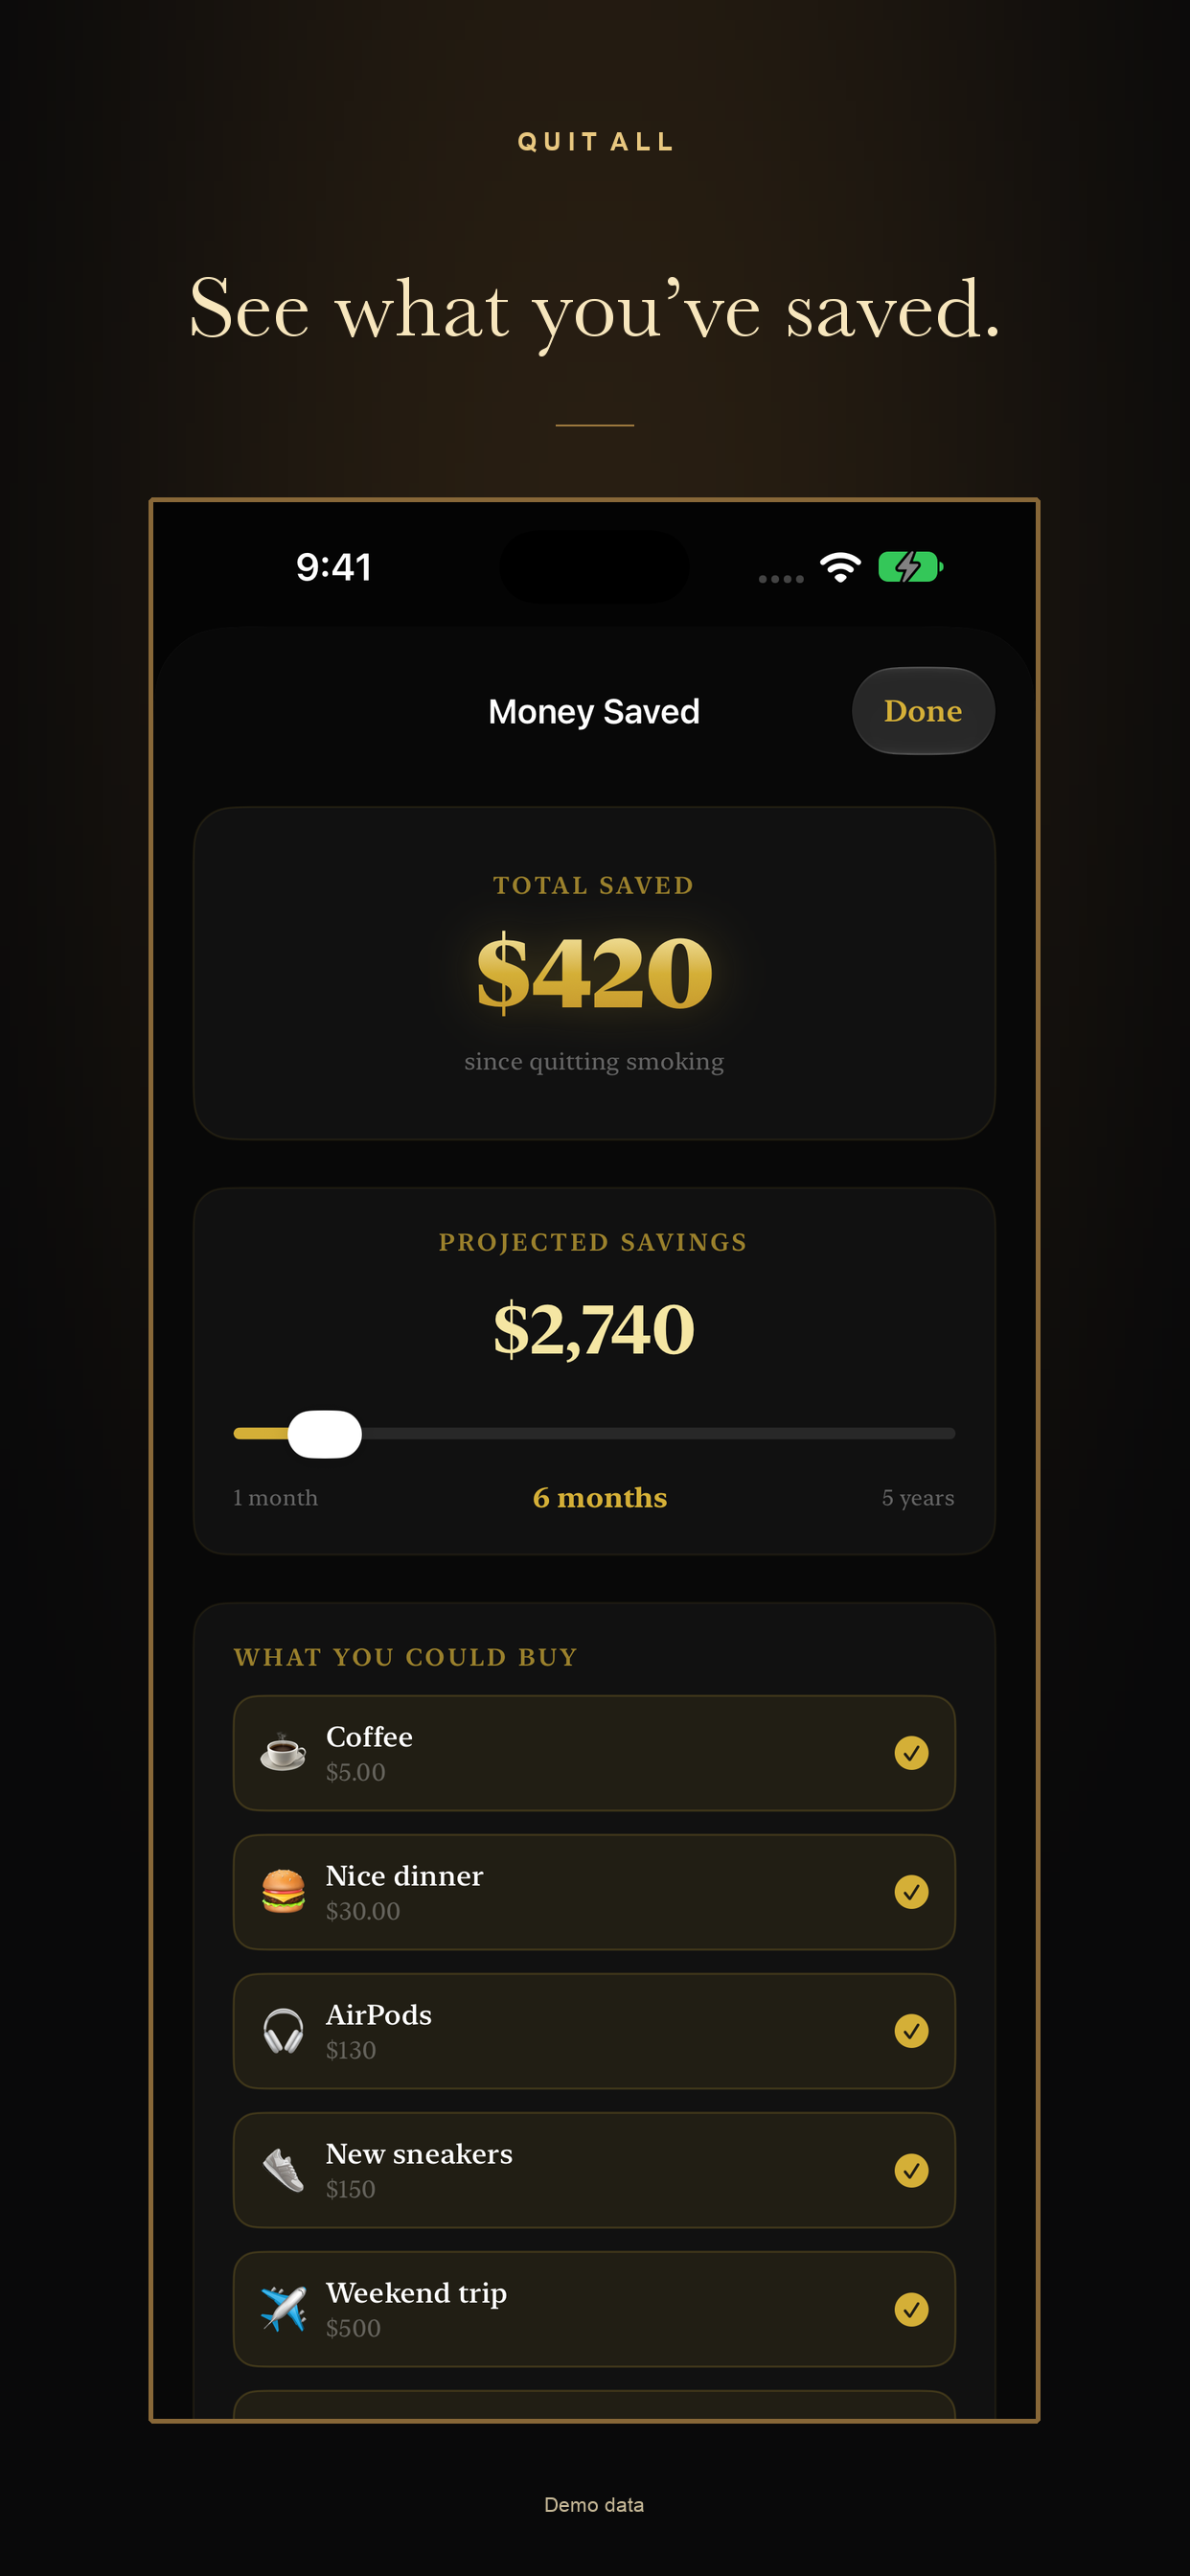 QUIT ALL
See what you’ve saved.
9:41
Money Saved
Done
TOTAL SAVED
$420
since quitting smoking
PROJECTED SAVINGS
$2,740
1 month
6 months
5 years
WHAT YOU COULD BUY
Coffee
$5.00
Nice dinner
$30.00
AirPods
$130
New sneakers
$150
Weekend trip
$500
Demo data